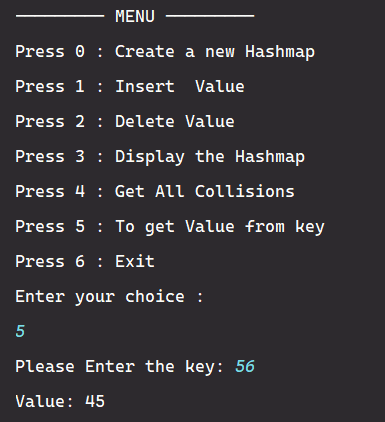 --------- MENU ---------
Press 0 : Create a new Hashmap
Press 1 : Insert  Value
Press 2 : Delete Value
Press 3 : Display the Hashmap
Press 4 : Get All Collisions
Press 5 : To get Value from key
Press 6 : Exit
Enter your choice :
5
Please Enter the key: 56
Value: 45